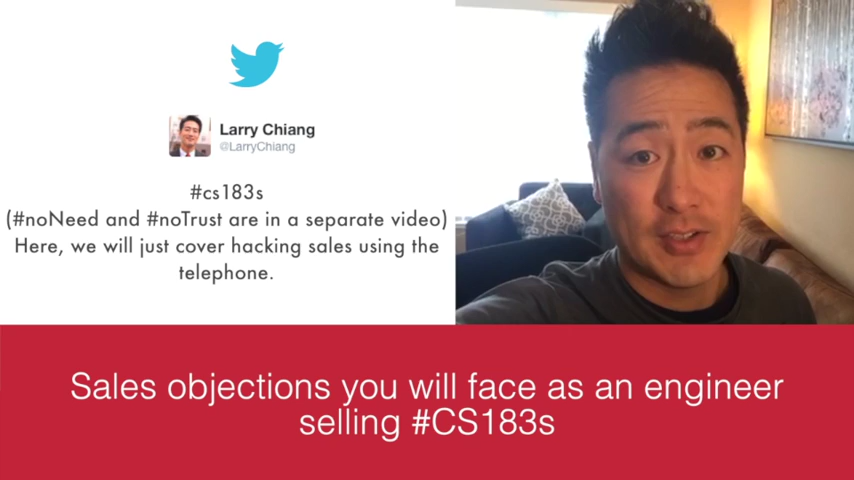 Larry Chiang
@LarryChiang
#cs183s
(#noNeed and #noTrust are in a separate video)
Here, we will just cover hacking sales using the
telephone.
Sales objections you will face as an engineer
selling #CS183s